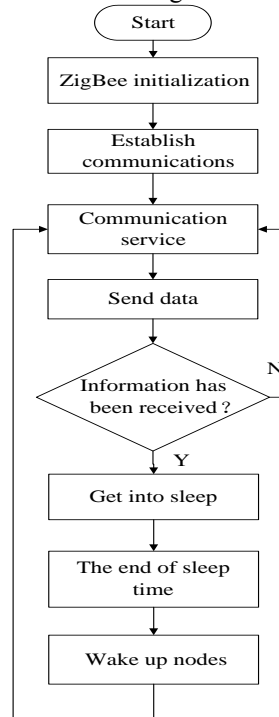 Start
ZigBee initialization
Establish
communications
Communication
service
Send data
Information has
been received ?
N
Y
Get into sleep
The end of sleep
time
Wake up nodes